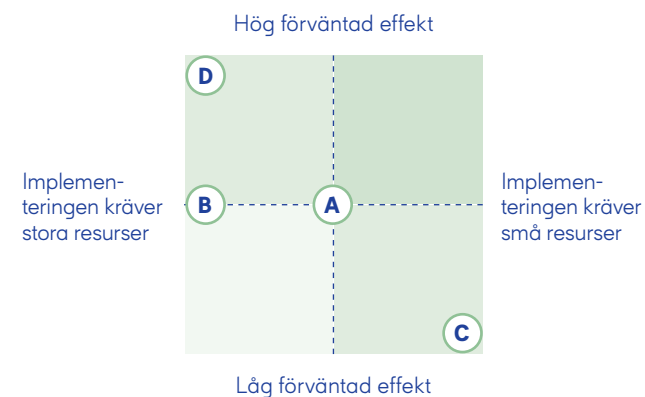 Hög förväntad effekt
D
Implemen-
teringen kräver
stora resurser
B
A
Implemen-
teringen kräver
små resurser
C
Låg förväntad effekt